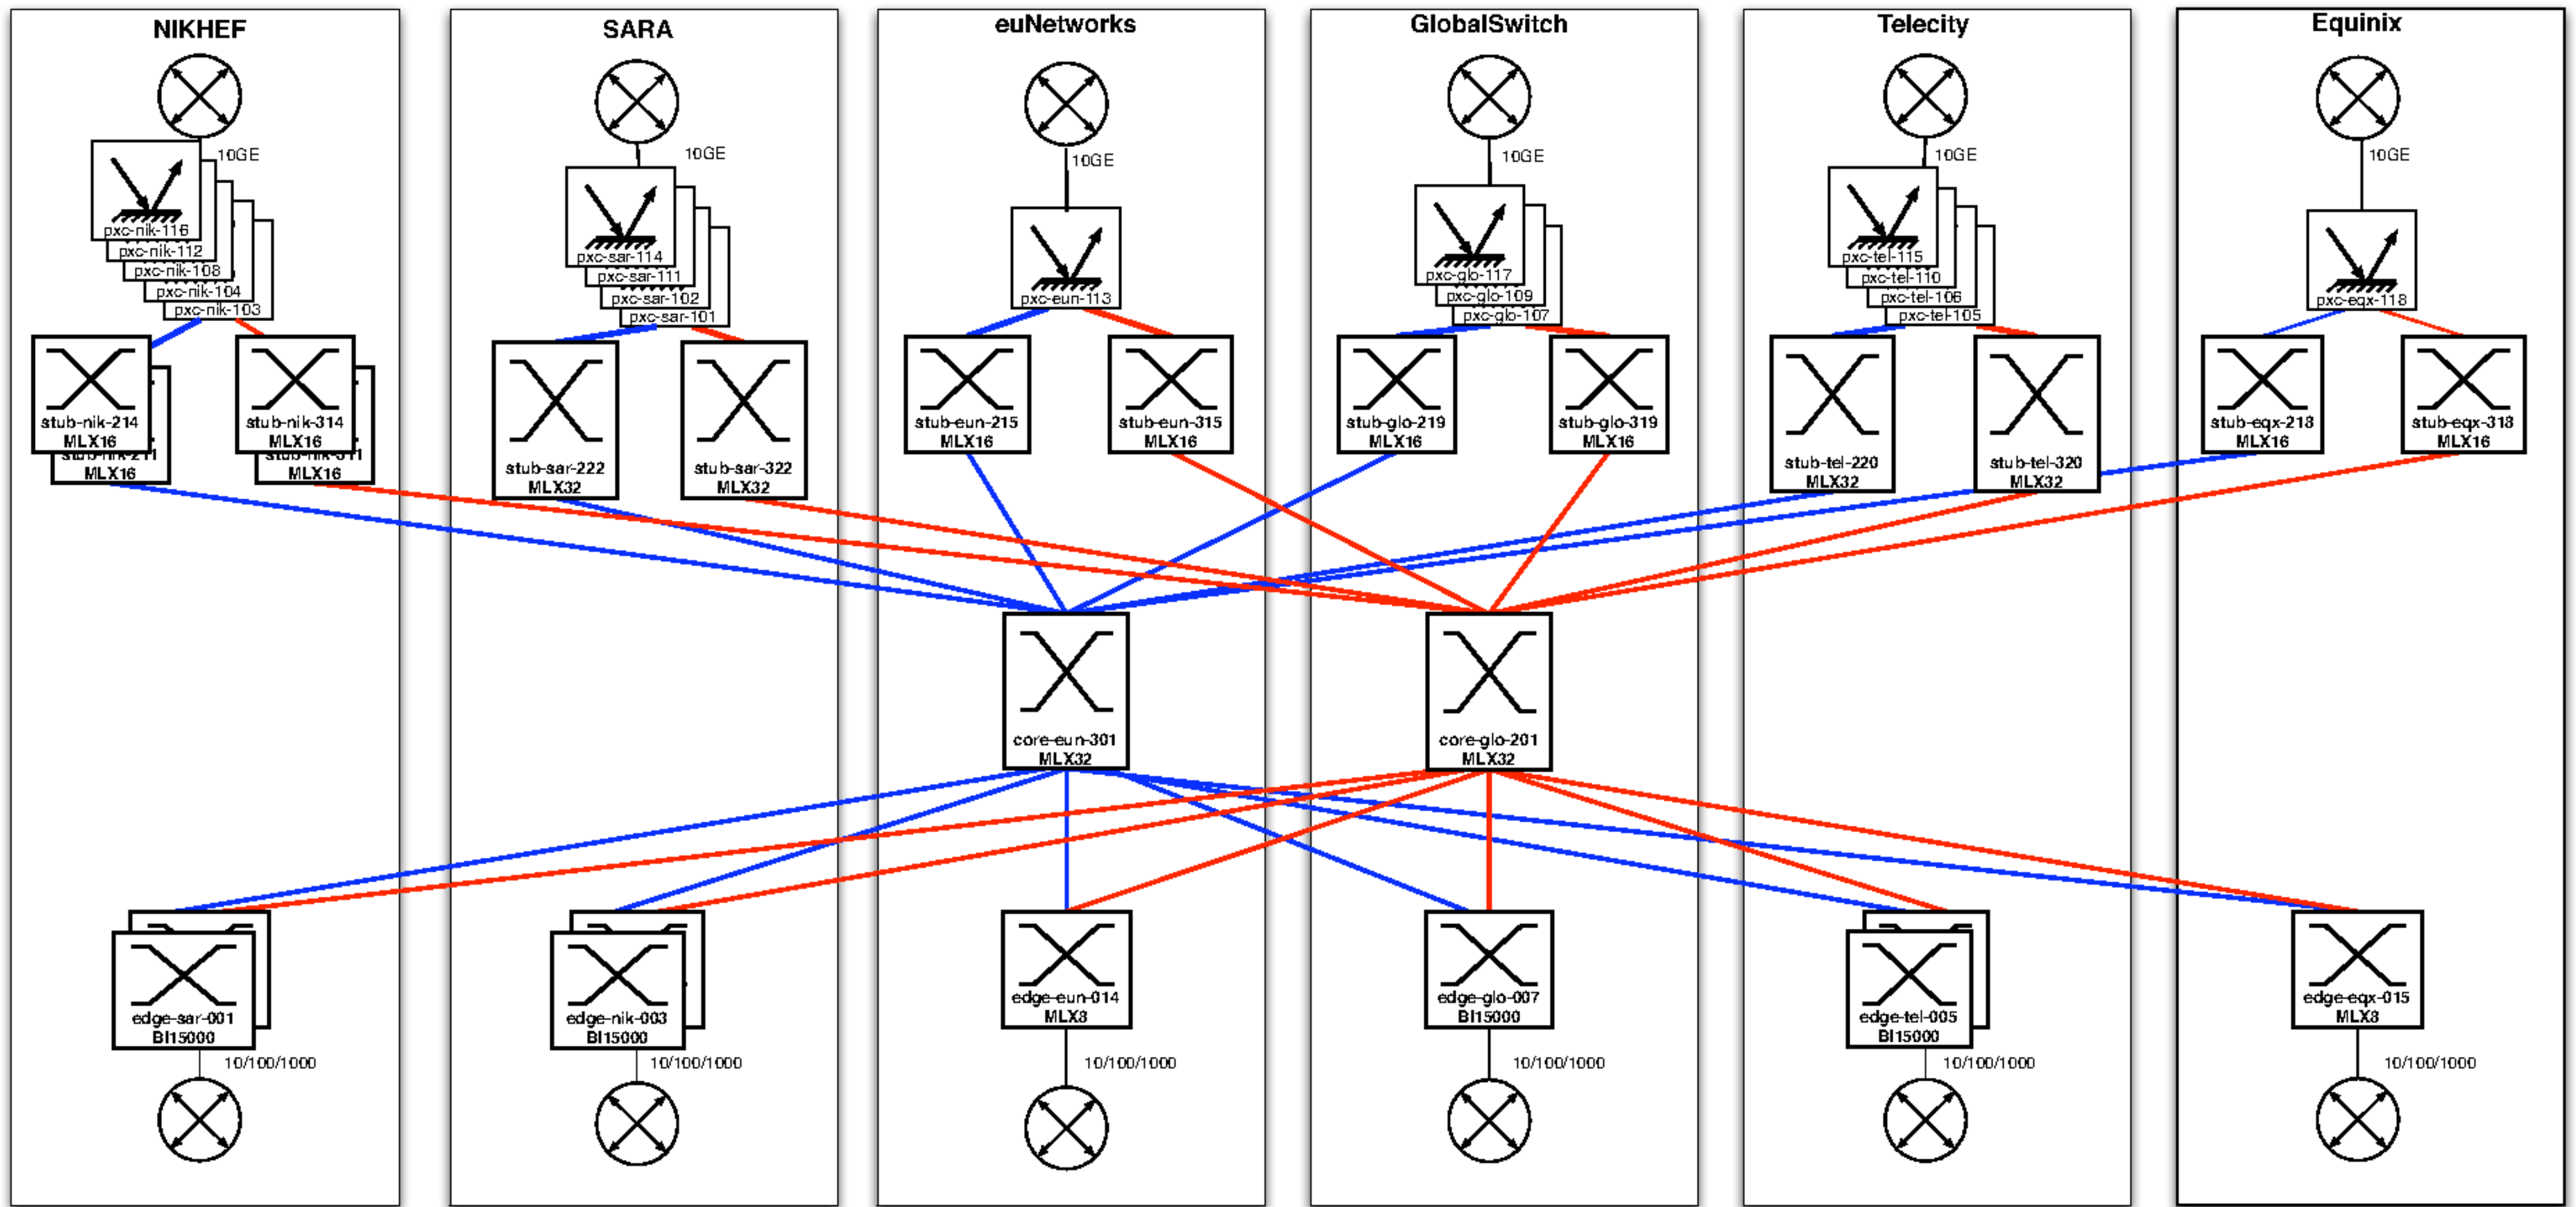 NIKHEF
10GE
pxc-nik-116
pxc-nik-112
pxc-nik-108
pxc-nik-104
pxc-nik-103
stub-nik-214
MLX16
stub-nik-211
MLX16
stub-nik-314
MLX16
stub-nik-311
MLX16
edge-sar-001
BI15000
10/100/1000
SARA
10GE
pxc-sar-114
pxc-sar-111
pxc-sar-102
pxc-sar-101
stub-sar-222
MLX32
stub-sar-322
MLX32
edge-nik-003
BI15000
10/100/1000
euNetworks
10GE
pxc-eun-113
stub-eun-215
MLX16
stub-eun-315
MLX16
core-eun-301
MLX32
edge-eun-014
MLX8
10/100/1000
GlobalSwitch
10GE
pxc-glo-117
pxc-glo-109
pxc-glo-107
stub-glo-219
MLX16
stub-glo-319
MLX16
core-glo-201
MLX32
edge-glo-007
BI15000
10/100/1000
Telecity
10GE
pxc-tel-115
pxc-tel-110
pxc-tel-106
pxc-tel-105
stub-tel-220
MLX32
stub-tel-320
MLX32
edge-tel-005
BI15000
10/100/1000
Equinix
10GE
pxc-eqx-118
stub-eqx-218
MLX16
stub-eqx-318
MLX16
edge-eqx-015
MLX8
10/100/1000